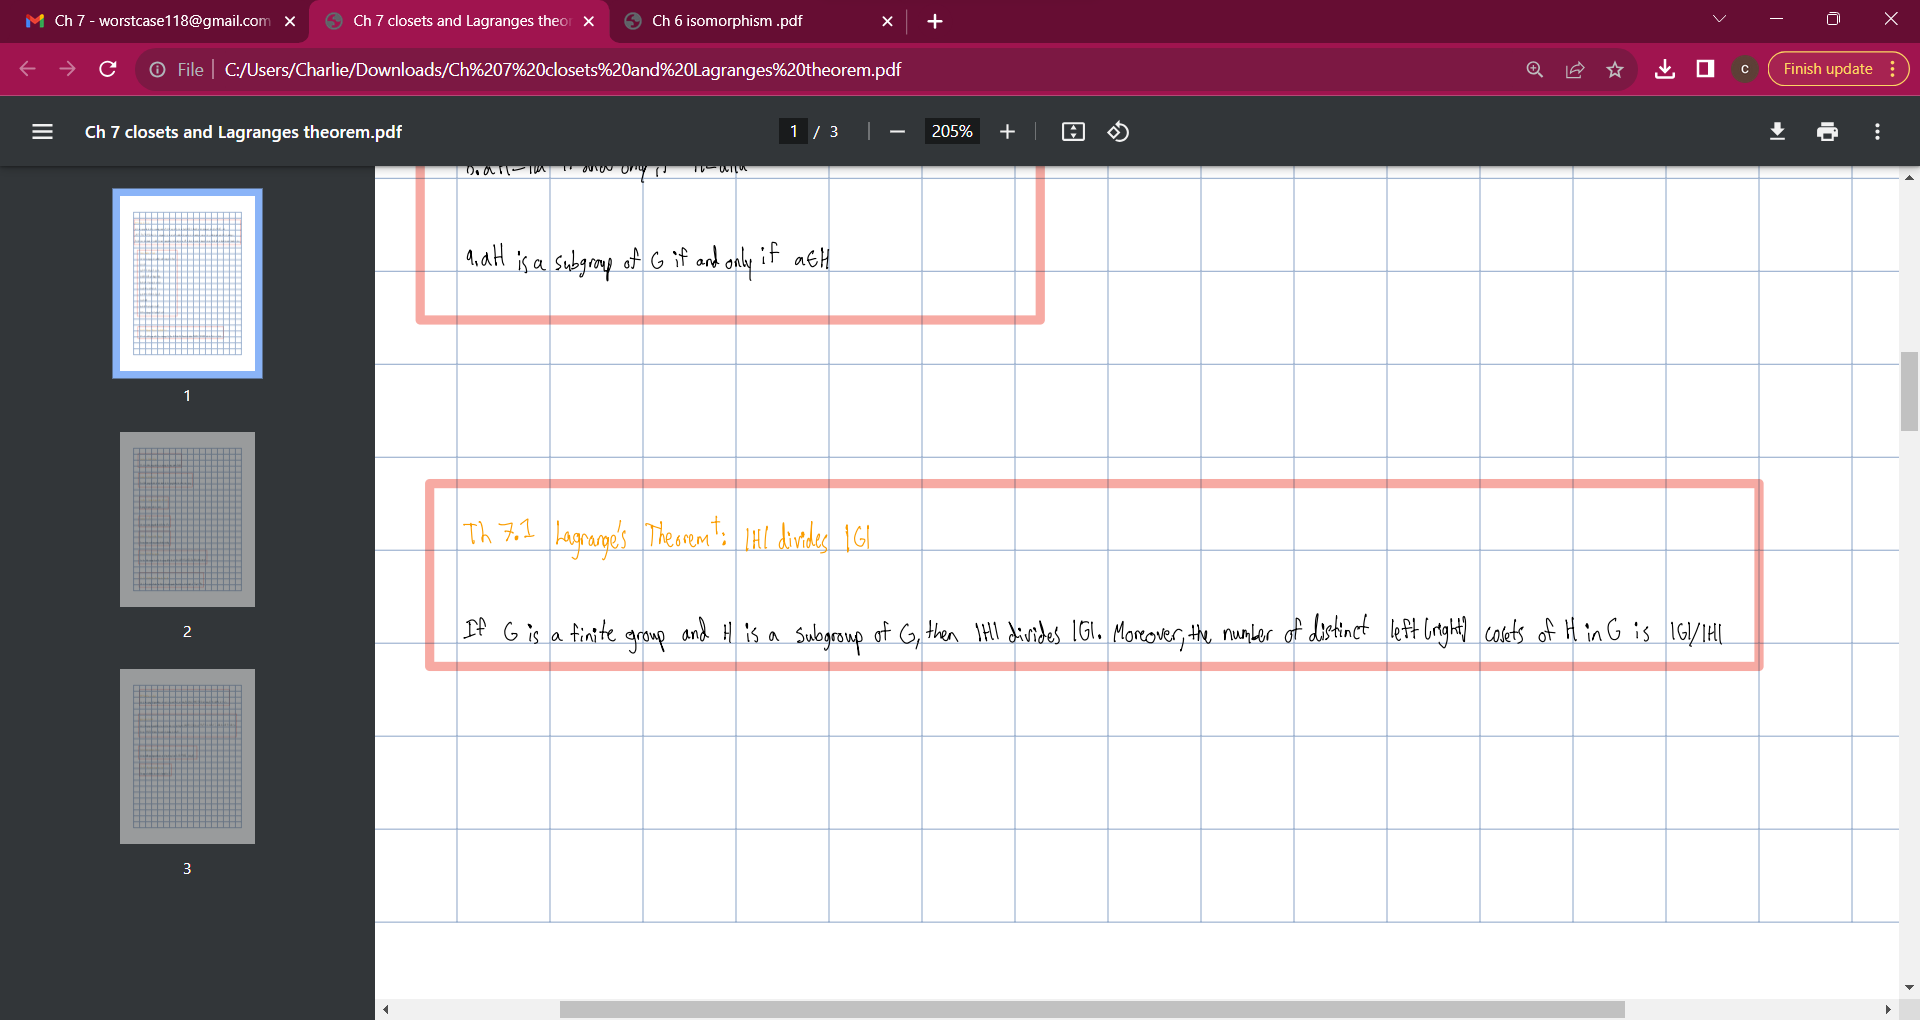 Ch 7 - worstcase118@gmail.com
Ch 7 closets and Lagranges theor
Ch 6 isomorphism .pdf
File
C:/Users/Charlie/Downloads/Ch%207%20closets%20and%20Lagranges%20theorem.pdf
C
Finish update
Ch 7 closets and Lagranges theorem.pdf
1 / 3
205%
if and only if
9. aH is a subgroup of G if and only if a∈H
Th 7.1 Lagrange's Theorem†: |H| divides |G|
If G is a finite group and H is a subgroup of G, then |H| divides |G|. Moreover, the number of distinct left (right) cosets of H in G is |G|/|H|
1
2
3